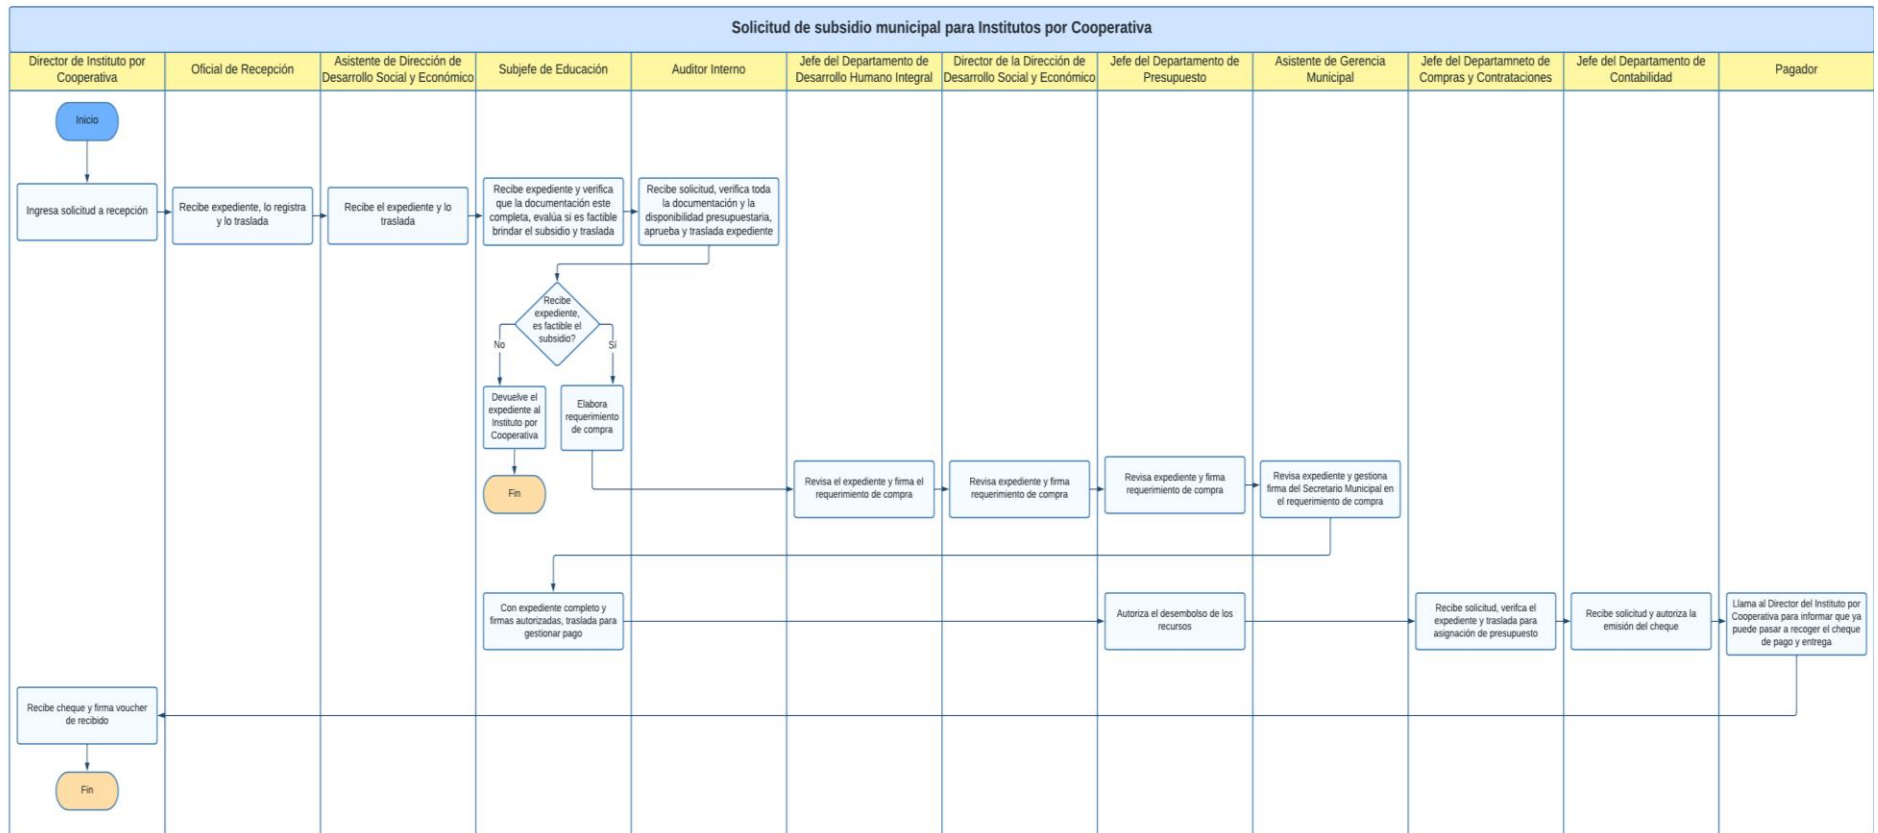 Solicitud de subsidio municipal para Institutos por Cooperativa
Director de Instituto por
Cooperativa
Oficial de Recepción
Asistente de Dirección de
Desarrollo Social y Económico
Subjefe de Educación
Auditor Interno
Jefe del Departamento de
Desarrollo Humano Integral
Director de la Dirección de
Desarrollo Social y Económico
Jefe del Departamento de
Presupuesto
Asistente de Gerencia
Municipal
Jefe del Departamneto de
Compras y Contrataciones
Jefe del Departamento de
Contabilidad
Pagador
Inicio
Ingresa solicitud a recepción
Recibe expediente, lo registra
y lo traslada
Recibe el expediente y lo
traslada
Recibe expediente y verifica
que la documentación este
completa, evalúa si es factible
brindar el subsidio y traslada
Recibe solicitud, verifica toda
la documentación y la
disponibilidad presupuestaria,
aprueba y traslada expediente
Recibe
expediente,
es factible el
subsidio?
No
Sí
Devuelve el
expediente al
Instituto por
Cooperativa
Elabora
requerimiento
de compra
Fin
Revisa el expediente y firma el
requerimiento de compra
Revisa expediente y firma
requerimiento de compra
Revisa expediente y firma
requerimiento de compra
Revisa expediente y gestiona
firma del Secretario Municipal en
el requerimiento de compra
Con expediente completo y
firmas autorizadas, traslada para
gestionar pago
Autoriza el desembolso de los
recursos
Recibe solicitud, verifca el
expediente y traslada para
asignación de presupuesto
Recibe solicitud y autoriza la
emisión del cheque
Llama al Director del Instituto por
Cooperativa para informar que ya
puede pasar a recoger el cheque
de pago y entrega
Recibe cheque y firma voucher
de recibido
Fin